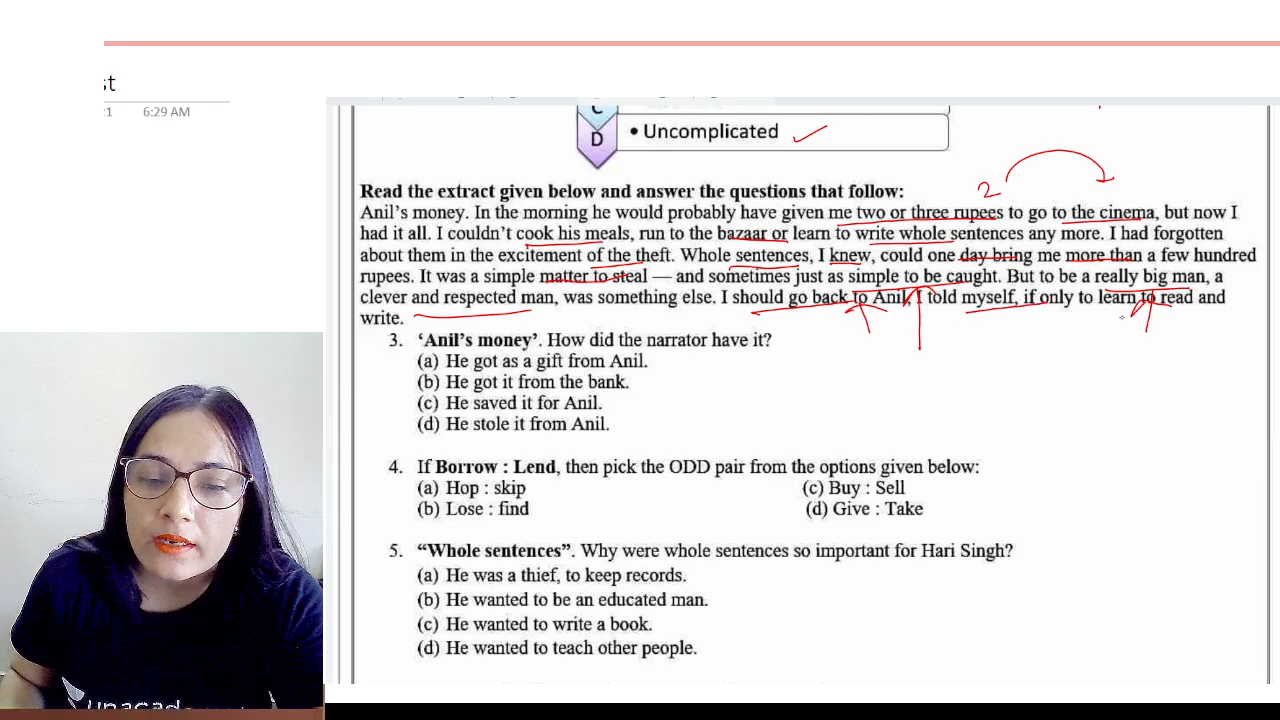 st
21 6:29 AM
C
D • Uncomplicated
2
Read the extract given below and answer the questions that follow:
Anil's money. In the morning he would probably have given me two or three rupees to go to the cinema, but now I
had it all. I couldn't cook his meals, run to the bazaar or learn to write whole sentences any more. I had forgotten
about them in the excitement of the theft. Whole sentences, I knew, could one day bring me more than a few hundred
rupees. It was a simple matter to steal — and sometimes just as simple to be caught. But to be a really big man, a
clever and respected man, was something else. I should go back to Anil, I told myself, if only to learn to read and
write.
3. 'Anil's money'. How did the narrator have it?
(a) He got as a gift from Anil.
(b) He got it from the bank.
(c) He saved it for Anil.
(d) He stole it from Anil.
4. If Borrow : Lend, then pick the ODD pair from the options given below:
(a) Hop : skip (c) Buy : Sell
(b) Lose : find (d) Give : Take
5. "Whole sentences". Why were whole sentences so important for Hari Singh?
(a) He was a thief, to keep records.
(b) He wanted to be an educated man.
(c) He wanted to write a book.
(d) He wanted to teach other people.